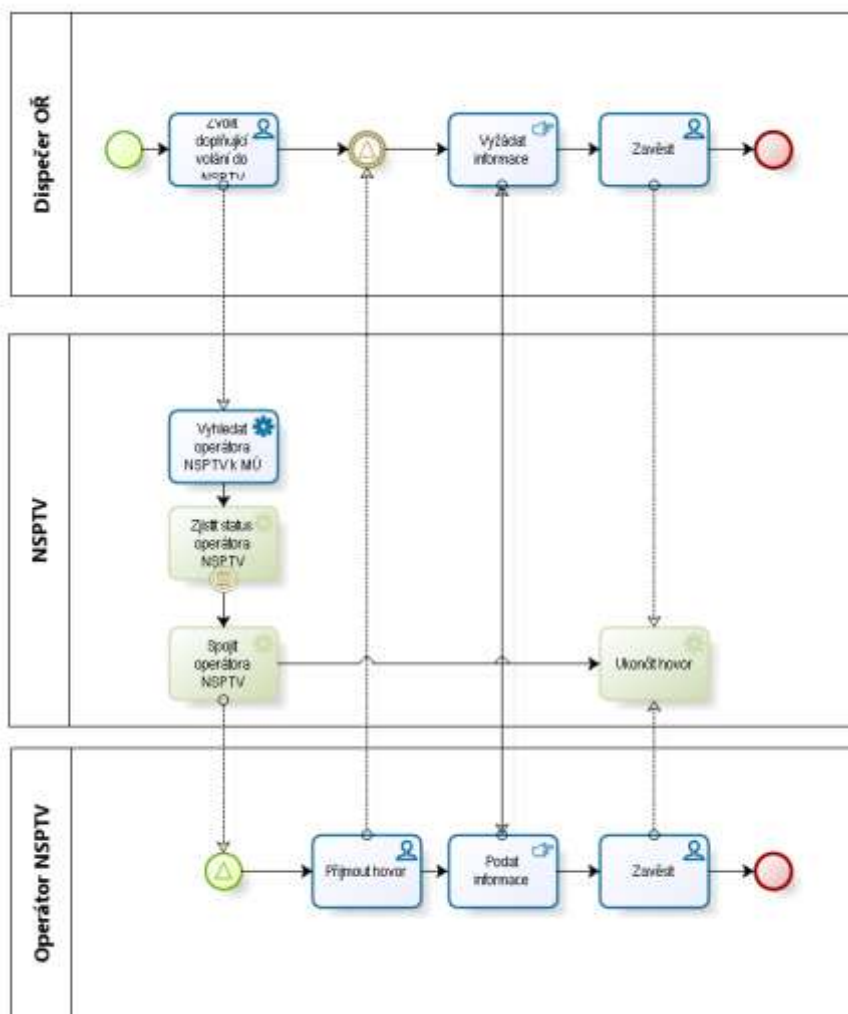 Dispečer OŘ
Zvolit
doplňující
volání do
NSPTV
Vyžádat
informace
Zavěsit
NSPTV
Vyhledat
operátora
NSPTV k MÚ
Zjistit status
operátora
NSPTV
Spojit
operátora
NSPTV
Ukončit hovor
Operátor NSPTV
Přijmout hovor
Podat
informace
Zavěsit